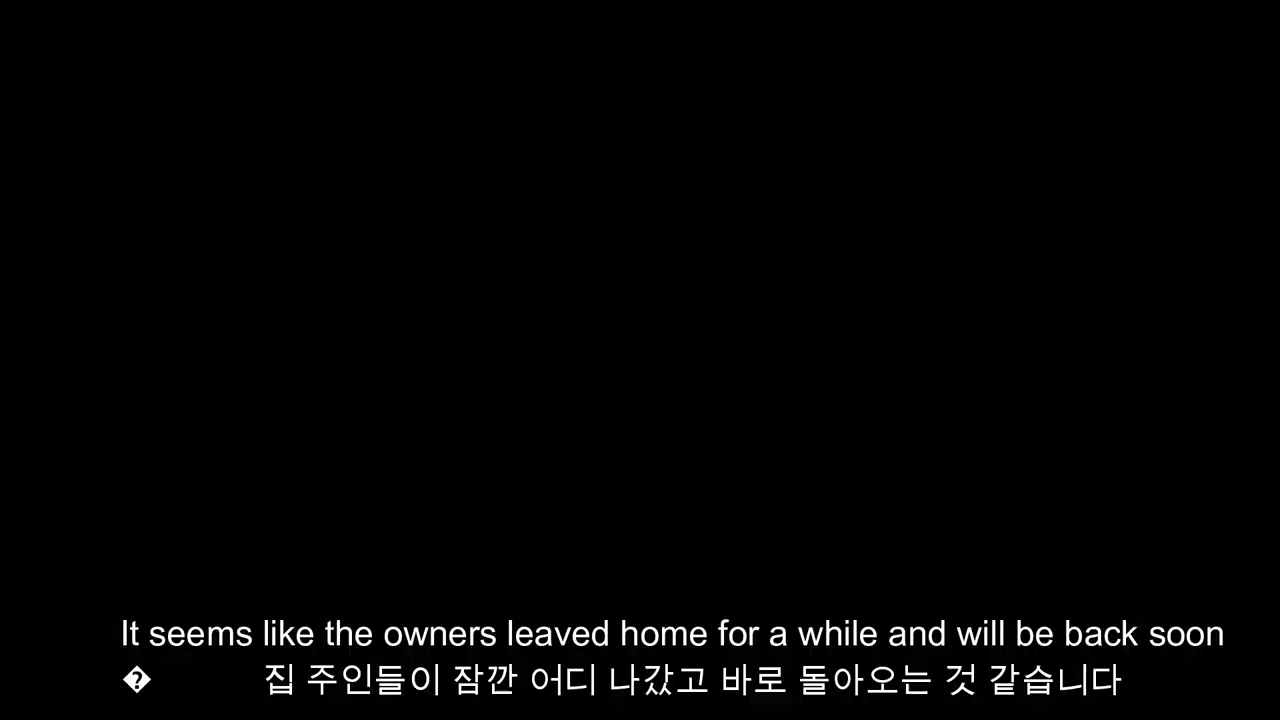 It seems like the owners leaved home for a while and will be back soon
� 집 주인들이 잠깐 어디 나갔고 바로 돌아오는 것 같습니다